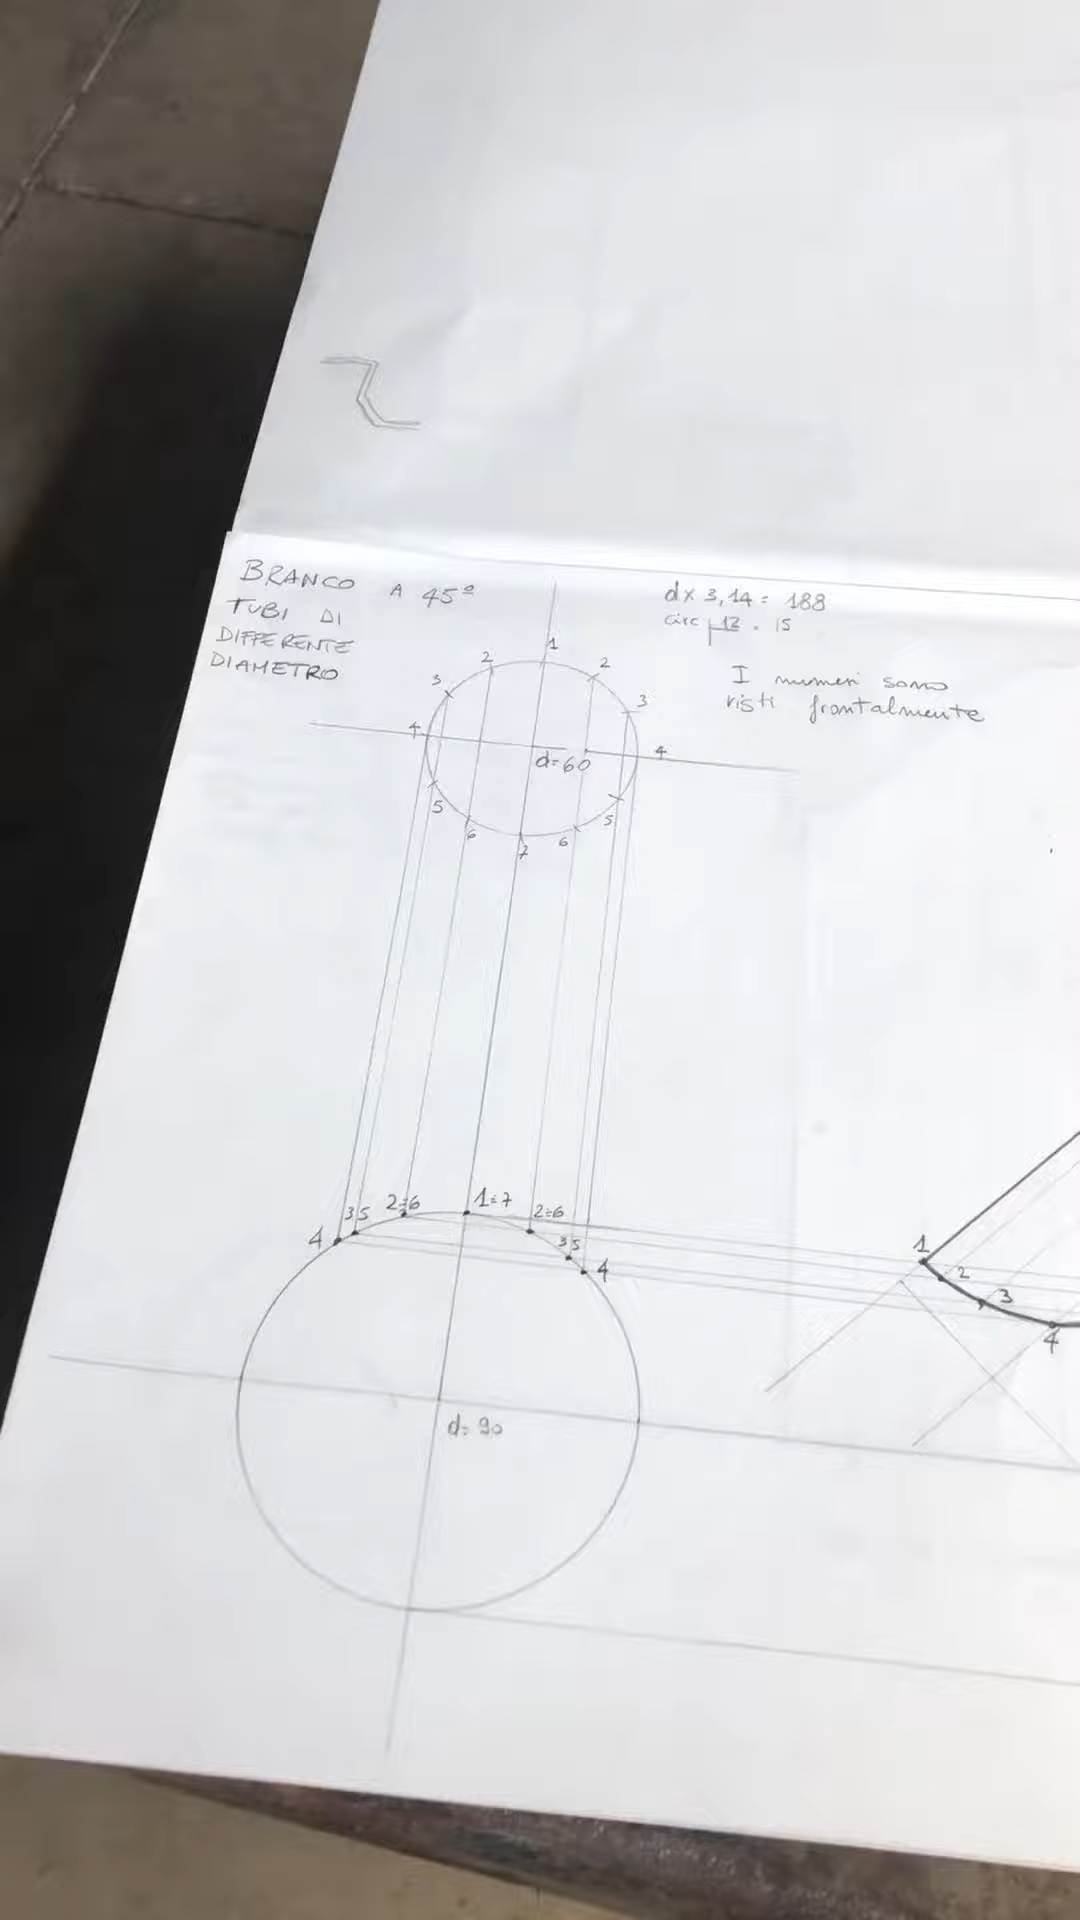 BRANCO A 45°
TUBI DI
DIFFERENTE
DIAMETRO
d x 3,14 = 188
circ 12 = 15
I numeri sono
visti frontalmente
1
2 2
3 3
4 4
d=60
5 5
6 6
7
1=7
2=6 2=6
3 5 3 5
4 4
d=90
1
2
3
4